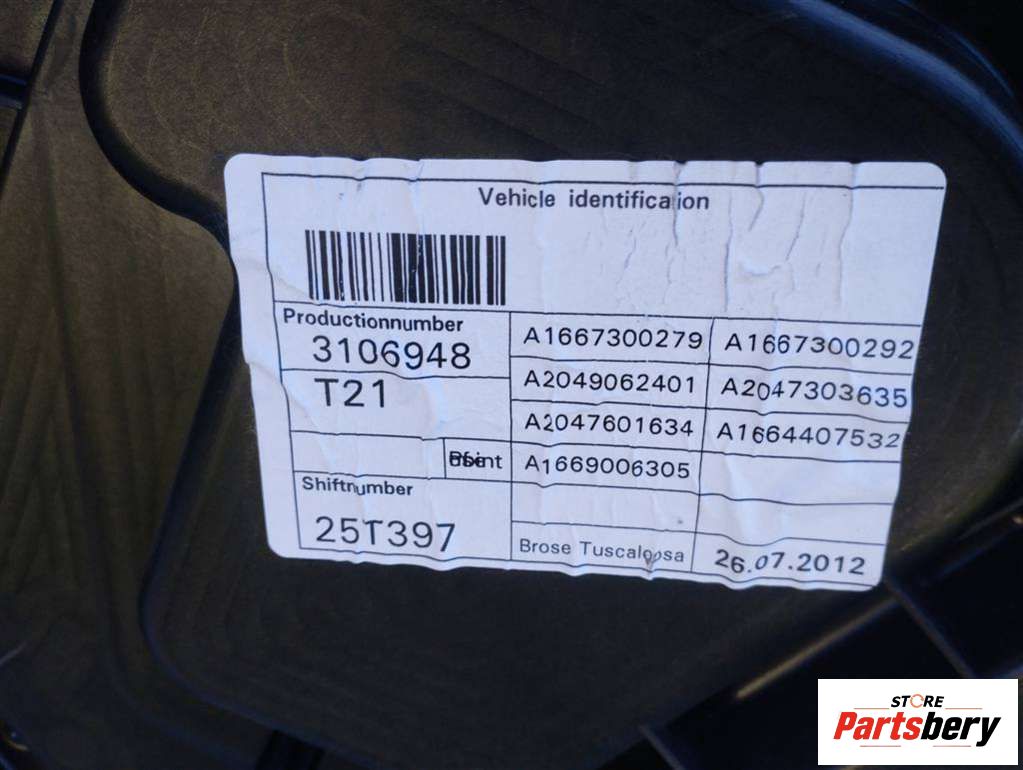 Vehicle identification
Productionnumber
3106948
T21
A1667300279 A1667300292
A2049062401 A2047303635
A2047601634 A1664407532
A1669006305
Shiftnumber
25T397
Brose Tuscaloosa 26.07.2012
STORE
Partsbery